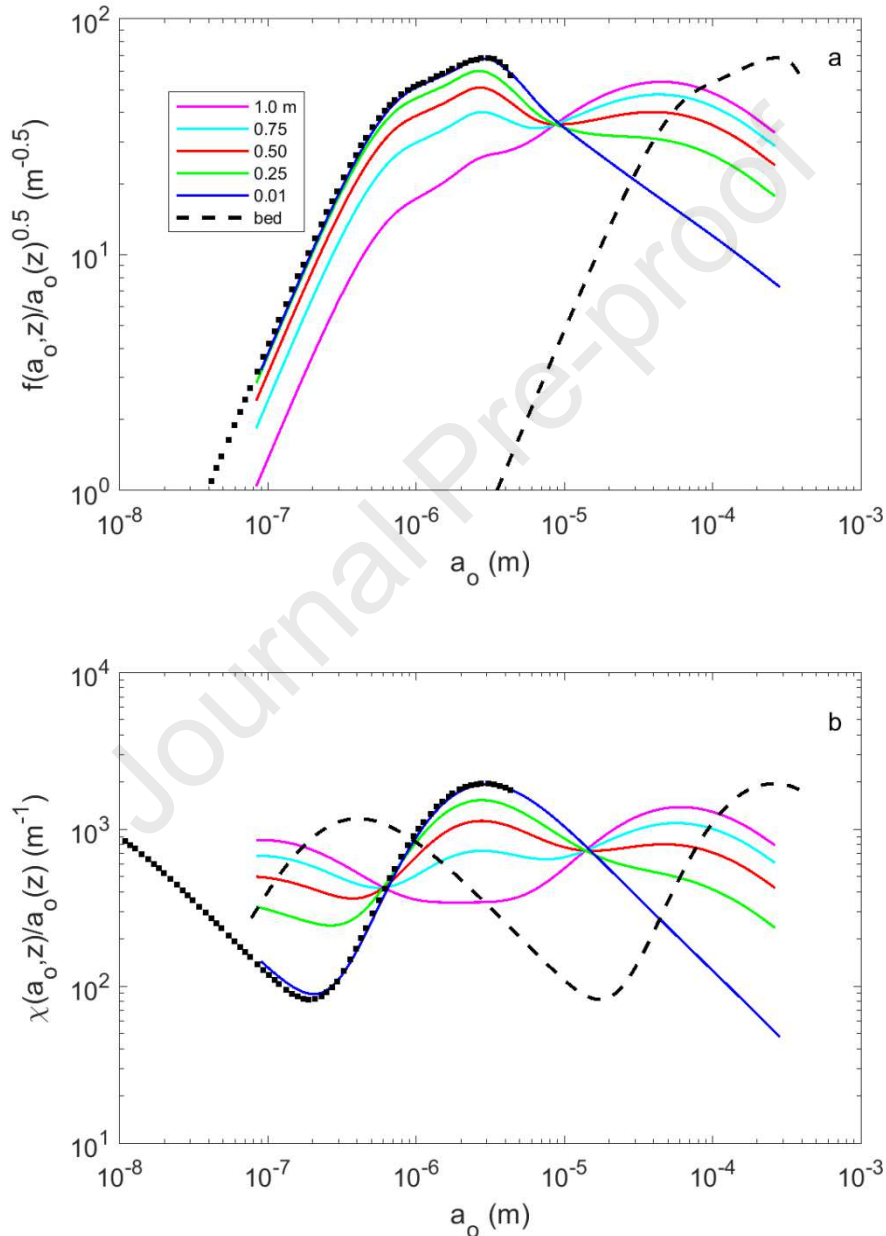 10^2
a
1.0 m
0.75
0.50
0.25
0.01
bed
10^1
10^0
f(a_o,z)/a_o(z)^0.5 (m^-0.5)
10^-8
10^-7
10^-6
10^-5
10^-4
10^-3
a_o (m)
Journal Pre-proof
10^4
b
10^3
10^2
10^1
χ(a_o,z)/a_o(z) (m^-1)
10^-8
10^-7
10^-6
10^-5
10^-4
10^-3
a_o (m)